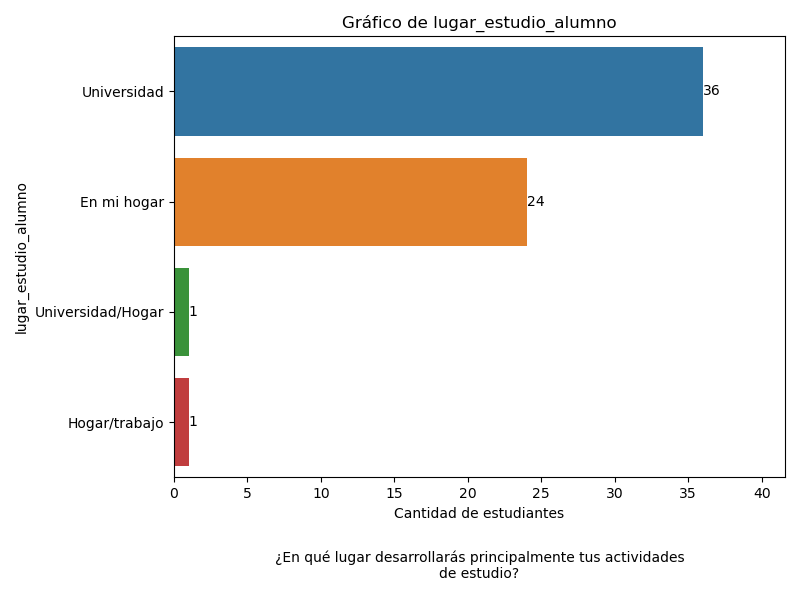 Gráfico de lugar_estudio_alumno
lugar_estudio_alumno
Universidad
36
En mi hogar
24
Universidad/Hogar
1
Hogar/trabajo
1
0 5 10 15 20 25 30 35 40
Cantidad de estudiantes
¿En qué lugar desarrollarás principalmente tus actividades
de estudio?